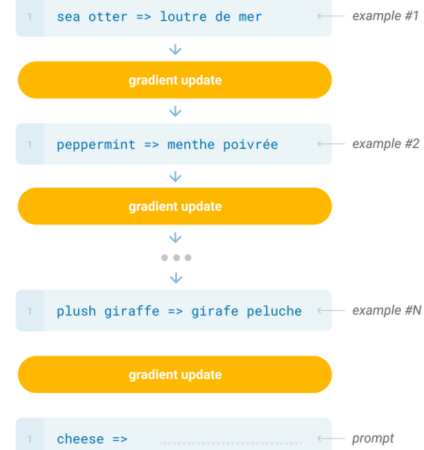 1 sea otter => loutre de mer example #1
gradient update
1 peppermint => menthe poivrée example #2
gradient update
1 plush giraffe => girafe peluche example #N
gradient update
1 cheese => prompt